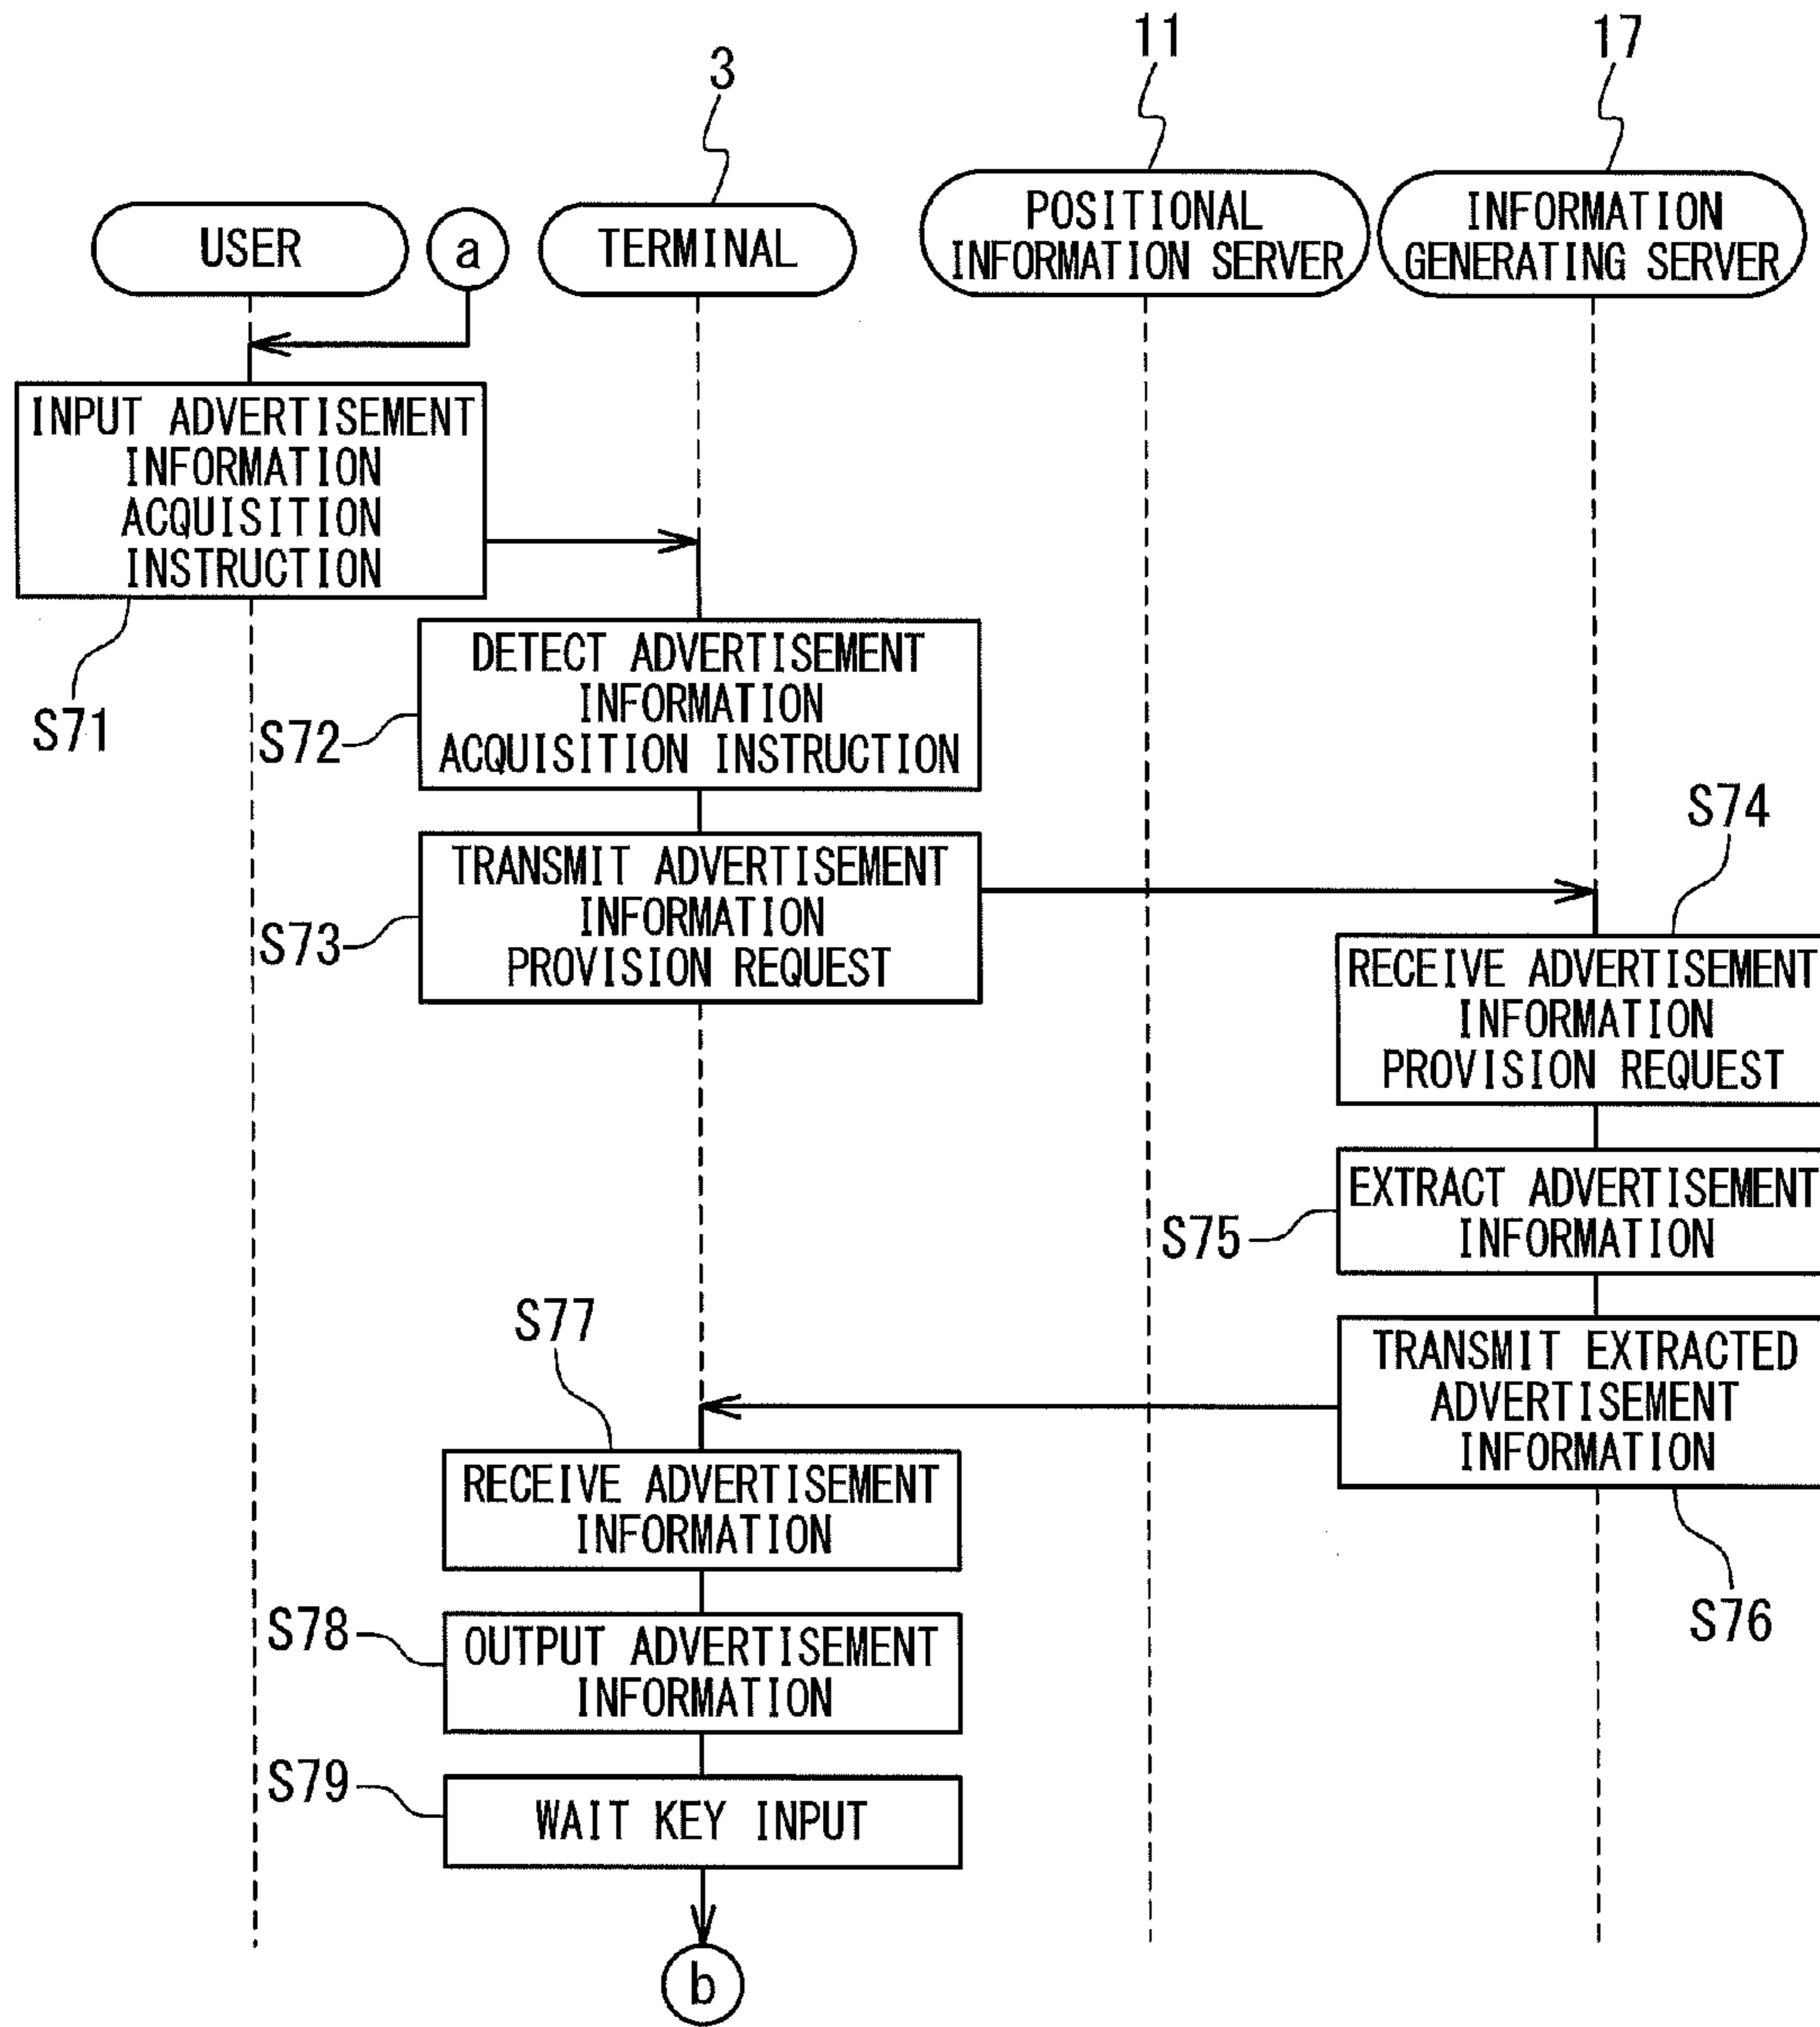 3
11
17
USER
a
TERMINAL
POSITIONAL
INFORMATION SERVER
INFORMATION
GENERATING SERVER
INPUT ADVERTISEMENT
INFORMATION
ACQUISITION
INSTRUCTION
S71
DETECT ADVERTISEMENT
INFORMATION
ACQUISITION INSTRUCTION
S72
TRANSMIT ADVERTISEMENT
INFORMATION
PROVISION REQUEST
S73
S74
RECEIVE ADVERTISEMENT
INFORMATION
PROVISION REQUEST
EXTRACT ADVERTISEMENT
INFORMATION
S75
TRANSMIT EXTRACTED
ADVERTISEMENT
INFORMATION
S76
S77
RECEIVE ADVERTISEMENT
INFORMATION
S78
OUTPUT ADVERTISEMENT
INFORMATION
S79
WAIT KEY INPUT
b